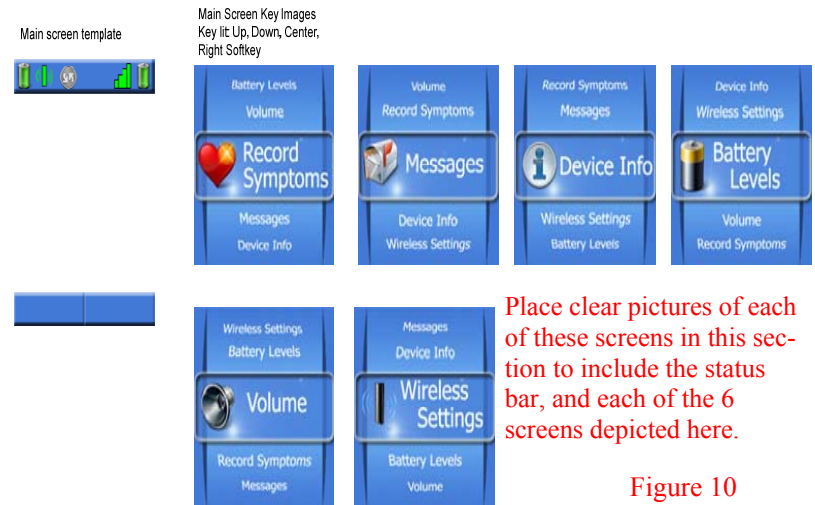 Main screen template
Main Screen Key Images
Key lit: Up, Down, Center,
Right Softkey
Battery Levels
Volume
Record
Symptoms
Messages
Device Info
Volume
Record Symptoms
Messages
Device Info
Wireless Settings
Record Symptoms
Messages
Device Info
Wireless Settings
Battery Levels
Device Info
Wireless Settings
Battery
Levels
Volume
Record Symptoms
Wireless Settings
Battery Levels
Volume
Record Symptoms
Messages
Messages
Device Info
Wireless
Settings
Battery Levels
Volume
Place clear pictures of each
of these screens in this sec-
tion to include the status
bar, and each of the 6
screens depicted here.
Figure 10